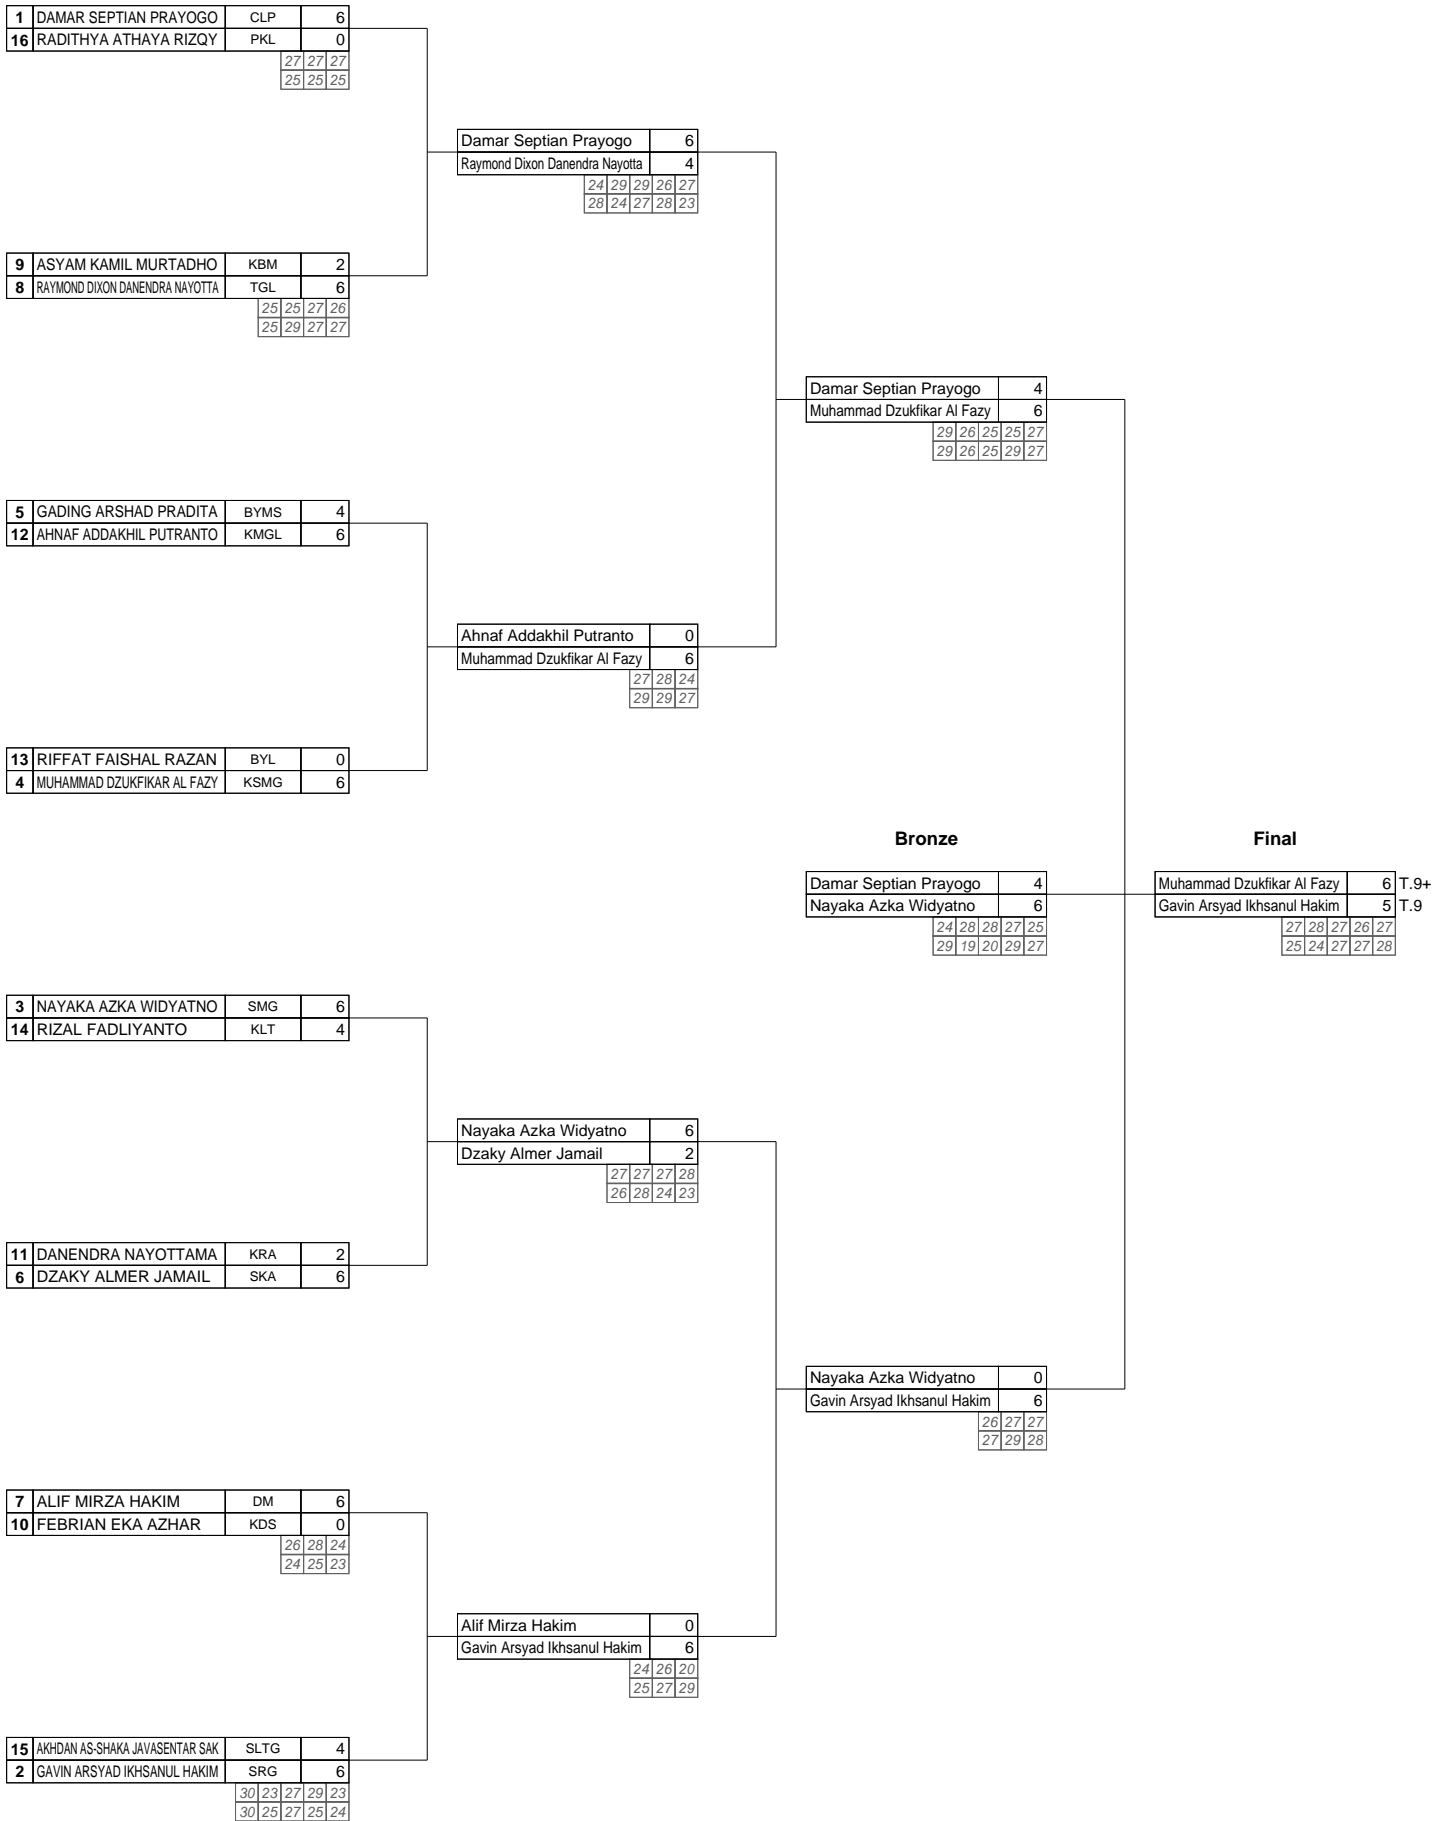 1 DAMAR SEPTIAN PRAYOGO CLP 6
16 RADITHYA ATHAYA RIZQY PKL 0
27 27 27
25 25 25
Damar Septian Prayogo 6
Raymond Dixon Danendra Nayotta 4
24 29 29 26 27
28 24 27 28 23
9 ASYAM KAMIL MURTADHO KBM 2
8 RAYMOND DIXON DANENDRA NAYOTTA TGL 6
25 25 27 26
25 29 27 27
Damar Septian Prayogo 4
Muhammad Dzukfikar Al Fazy 6
29 26 25 25 27
29 26 25 29 27
5 GADING ARSHAD PRADITA BYMS 4
12 AHNAF ADDAKHIL PUTRANTO KMGL 6
Ahnaf Addakhil Putranto 0
Muhammad Dzukfikar Al Fazy 6
27 28 24
29 29 27
13 RIFFAT FAISHAL RAZAN BYL 0
4 MUHAMMAD DZUKFIKAR AL FAZY KSMG 6
Bronze Final
Damar Septian Prayogo 4 Muhammad Dzukfikar Al Fazy 6 T.9+
Nayaka Azka Widyatno 6 Gavin Arsyad Ikhsanul Hakim 5 T.9
24 28 28 27 25 27 28 27 26 27
29 19 20 29 27 25 24 27 27 28
3 NAYAKA AZKA WIDYATNO SMG 6
14 RIZAL FADLIYANTO KLT 4
Nayaka Azka Widyatno 6
Dzaky Almer Jamail 2
27 27 27 28
26 28 24 23
11 DANENDRA NAYOTTAMA KRA 2
6 DZAKY ALMER JAMAIL SKA 6
Nayaka Azka Widyatno 0
Gavin Arsyad Ikhsanul Hakim 6
26 27 27
27 29 28
7 ALIF MIRZA HAKIM DM 6
10 FEBRIAN EKA AZHAR KDS 0
26 28 24
24 25 23
Alif Mirza Hakim 0
Gavin Arsyad Ikhsanul Hakim 6
24 26 20
25 27 29
15 AKHDAN AS-SHAKA JAVASENTAR SAK SLTG 4
2 GAVIN ARSYAD IKHSANUL HAKIM SRG 6
30 23 27 29 23
30 25 27 25 24